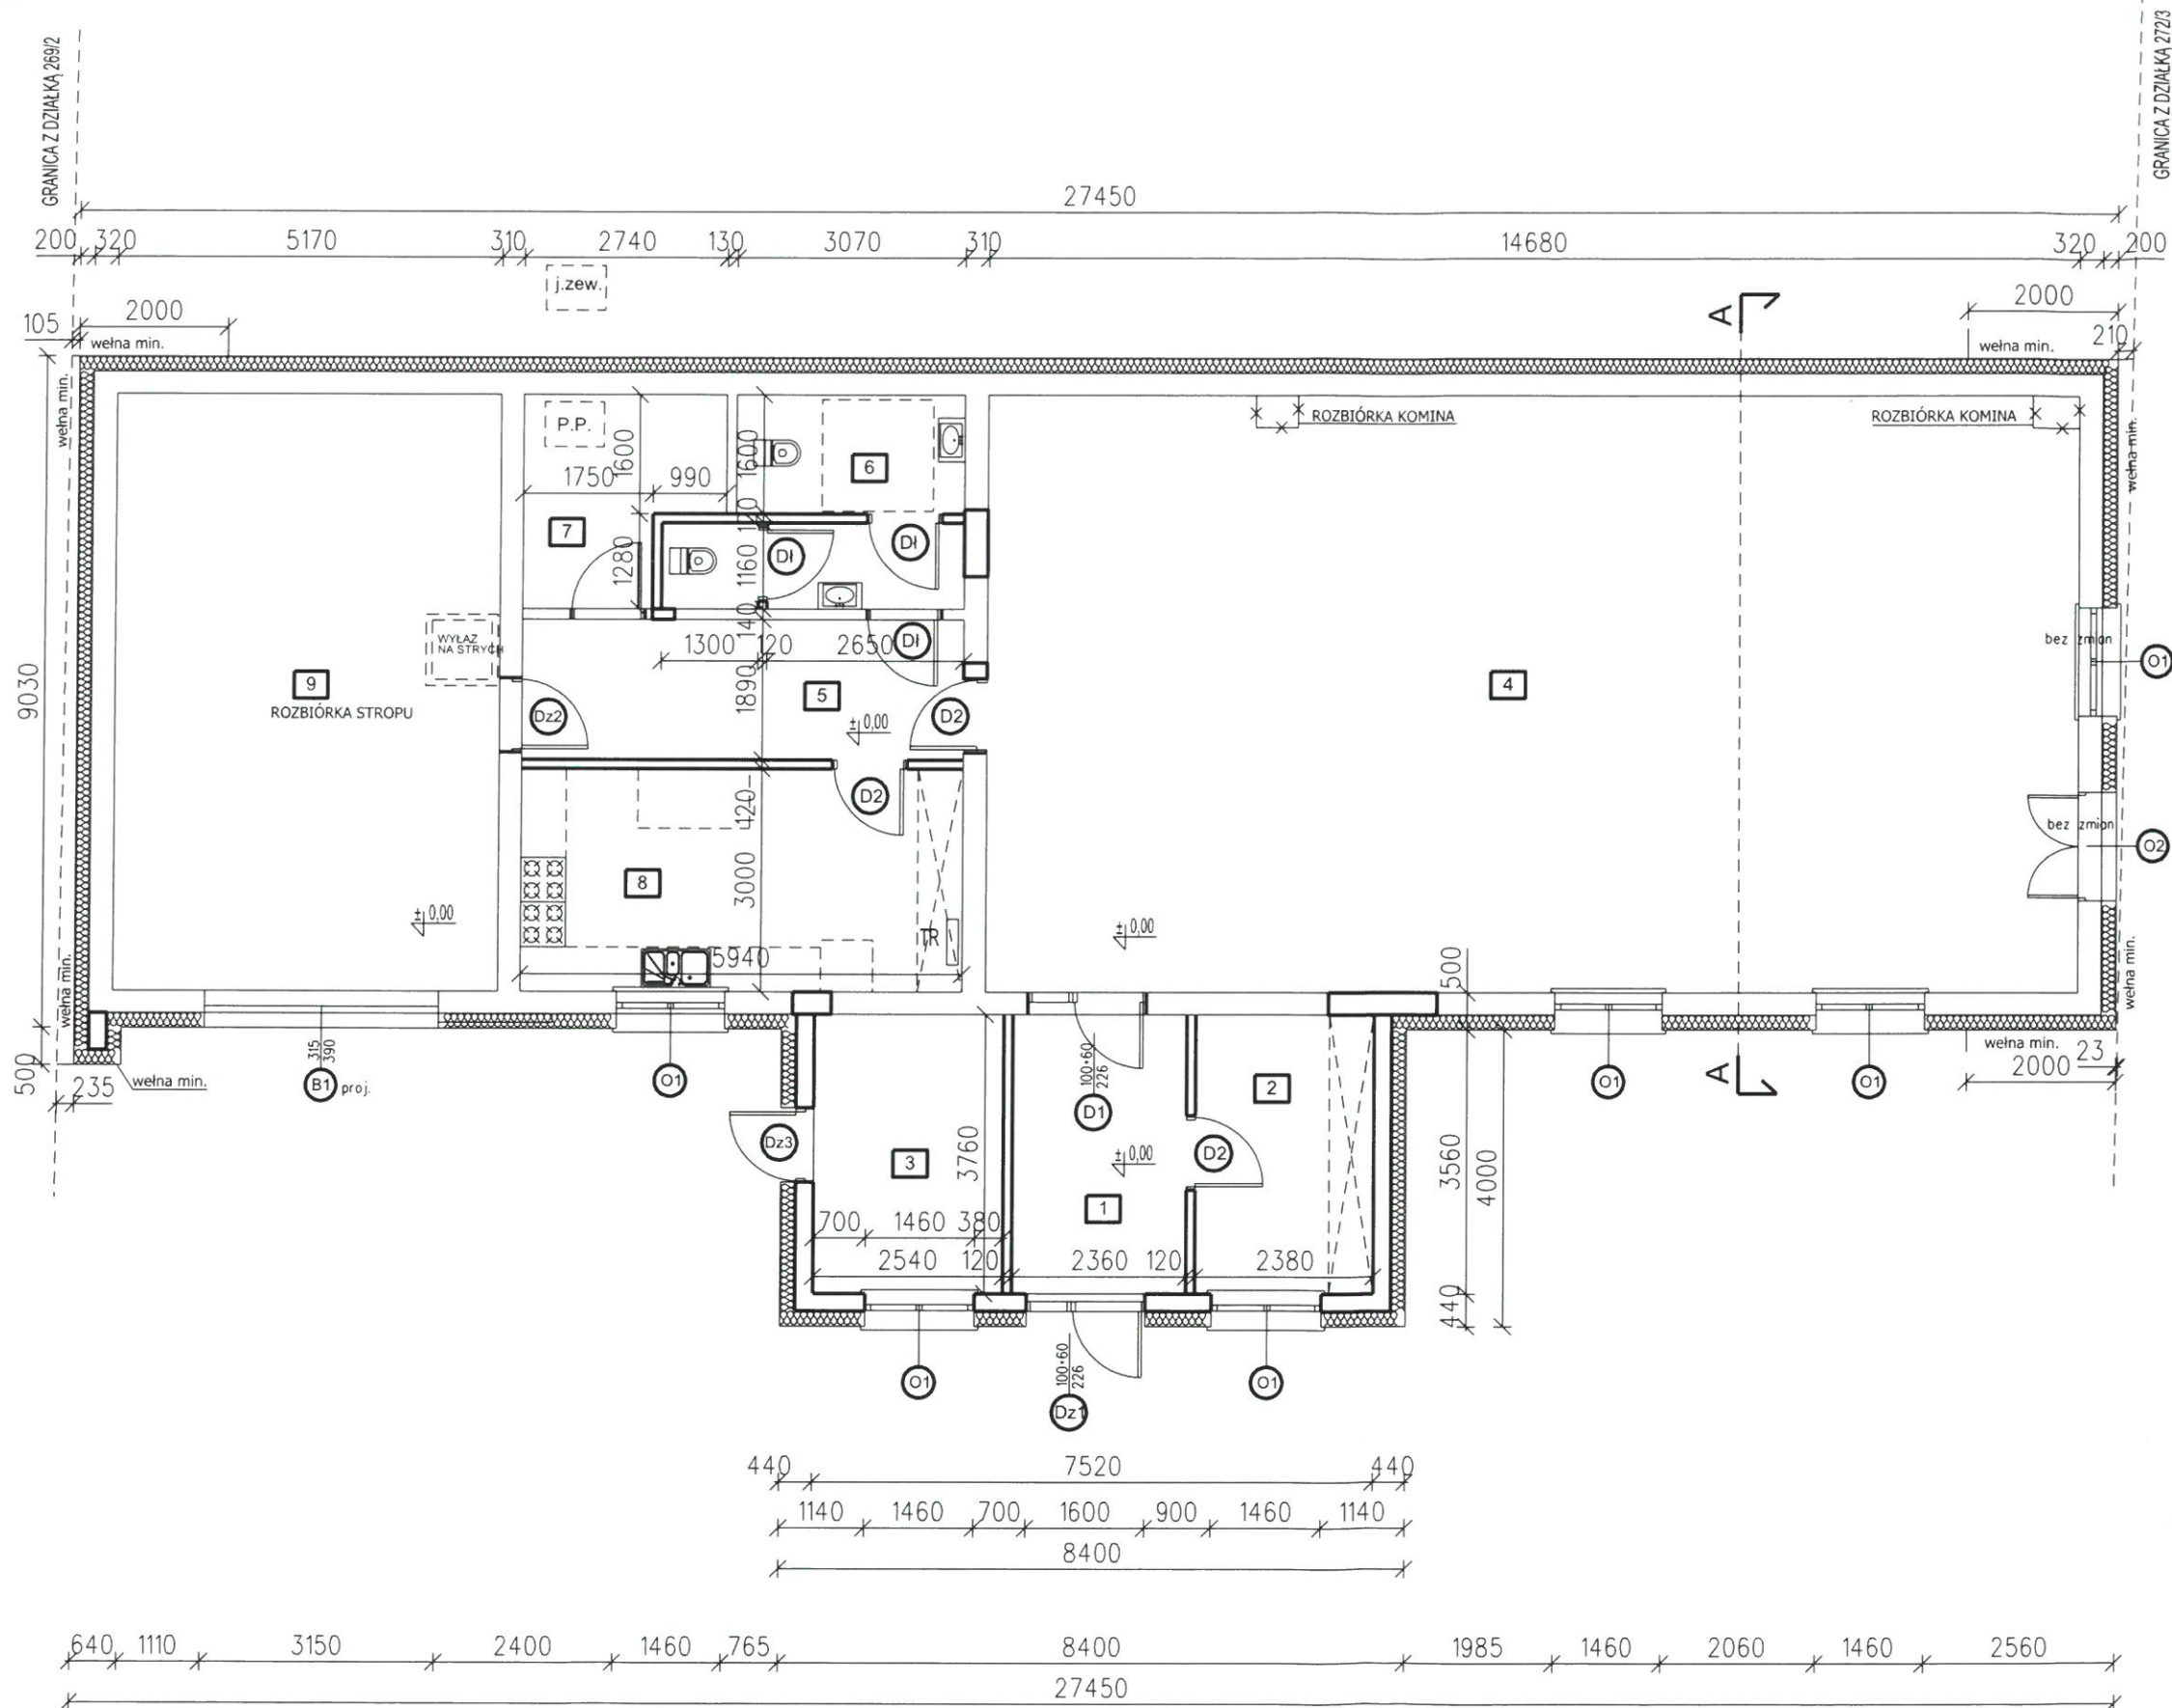 GRANICA Z DZIAŁKĄ 269/2
GRANICA Z DZIAŁKĄ 272/3
27450
200 320 5170 310 2740 130 3070 310 14680 320 200
j.zew.
105 2000 A 2000 210
wełna min. wełna min.
wełna min. wełna min.
P.P. 1600 1600 6 ROZBIÓRKA KOMINA ROZBIÓRKA KOMINA
1750 990
7 1280 1160 Dł Dł
WYŁAZ
NA STRYCH
140
1300 120 2650 Dł bez zmian O1
9030
9
ROZBIÓRKA STROPU
1890 5 4
Dz2 ±0,00 D2
120 D2 bez zmian O2
8 3000
±0,00 TR ±0,00
5940 500
wełna min. wełna min.
500 235 wełna min. 315
390
B1 proj. O1 100+60
226
D1 2 O1 A O1 wełna min. 23
2000
Dz3 3 3760 ±0,00 D2 3560 4000
1
700 1460 380
2540 120 2360 120 2380
440
O1 100+60
226
Dz1 O1
440 7520 440
1140 1460 700 1600 900 1460 1140
8400
640 1110 3150 2400 1460 765 8400 1985 1460 2060 1460 2560
27450